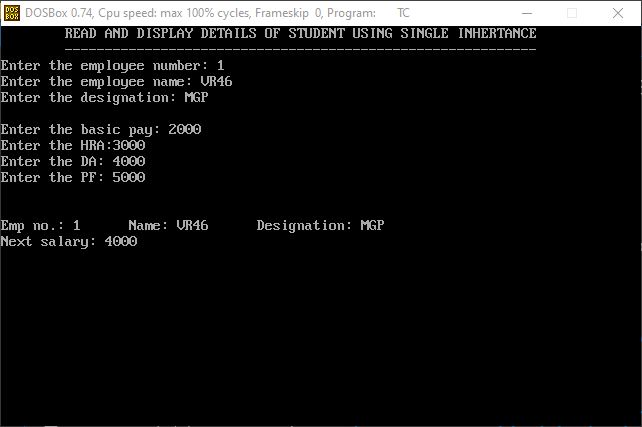 DOS BOX DOSBox 0.74, Cpu speed: max 100% cycles, Frameskip 0, Program: TC
READ AND DISPLAY DETAILS OF STUDENT USING SINGLE INHERTANCE
-----------------------------------------------------------
Enter the employee number: 1
Enter the employee name: VR46
Enter the designation: MGP
Enter the basic pay: 2000
Enter the HRA:3000
Enter the DA: 4000
Enter the PF: 5000
Emp no.: 1 Name: VR46 Designation: MGP
Next salary: 4000